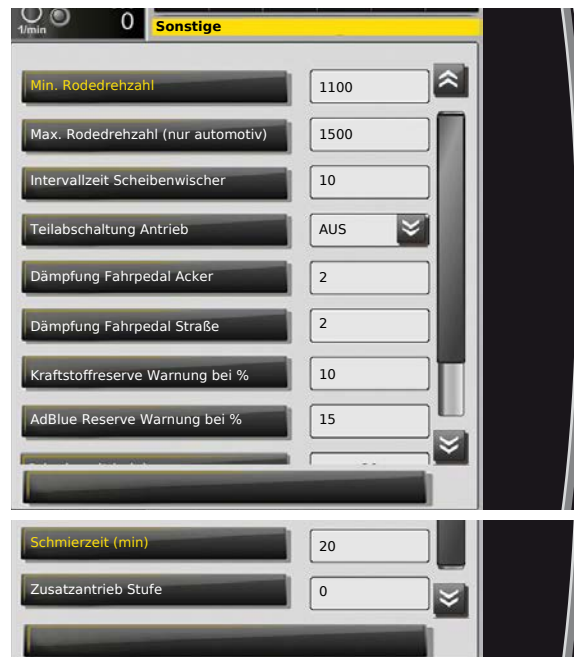 1/min
0
Sonstige
Min. Rodedrehzahl
1100
Max. Rodedrehzahl (nur automotiv)
1500
Intervallzeit Scheibenwischer
10
Teilabschaltung Antrieb
AUS
Dämpfung Fahrpedal Acker
2
Dämpfung Fahrpedal Straße
2
Kraftstoffreserve Warnung bei %
10
AdBlue Reserve Warnung bei %
15
Schmierzeit (min)
20
Zusatzantrieb Stufe
0